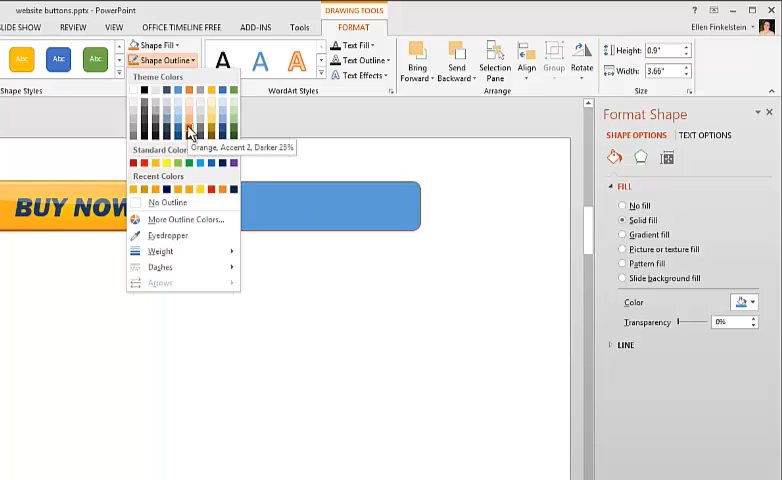 website buttons.pptx - PowerPoint
DRAWING TOOLS
SLIDE SHOW REVIEW VIEW OFFICE TIMELINE FREE ADD-INS Tools FORMAT Ellen Finkelstein
Abc Abc Abc
Shape Fill
Shape Outline
A A A
Text Fill
Text Outline
Text Effects
Bring Forward
Send Backward
Selection Pane
Align
Group
Rotate
Height: 0.9"
Width: 3.66"
Shape Styles
WordArt Styles
Arrange
Size
Theme Colors
Orange, Accent 2, Darker 25%
Standard Color
Recent Colors
No Outline
More Outline Colors...
Eyedropper
Weight
Dashes
Arrows
BUY NOW
Format Shape
SHAPE OPTIONS TEXT OPTIONS
FILL
No fill
Solid fill
Gradient fill
Picture or texture fill
Pattern fill
Slide background fill
Color
Transparency 0%
LINE